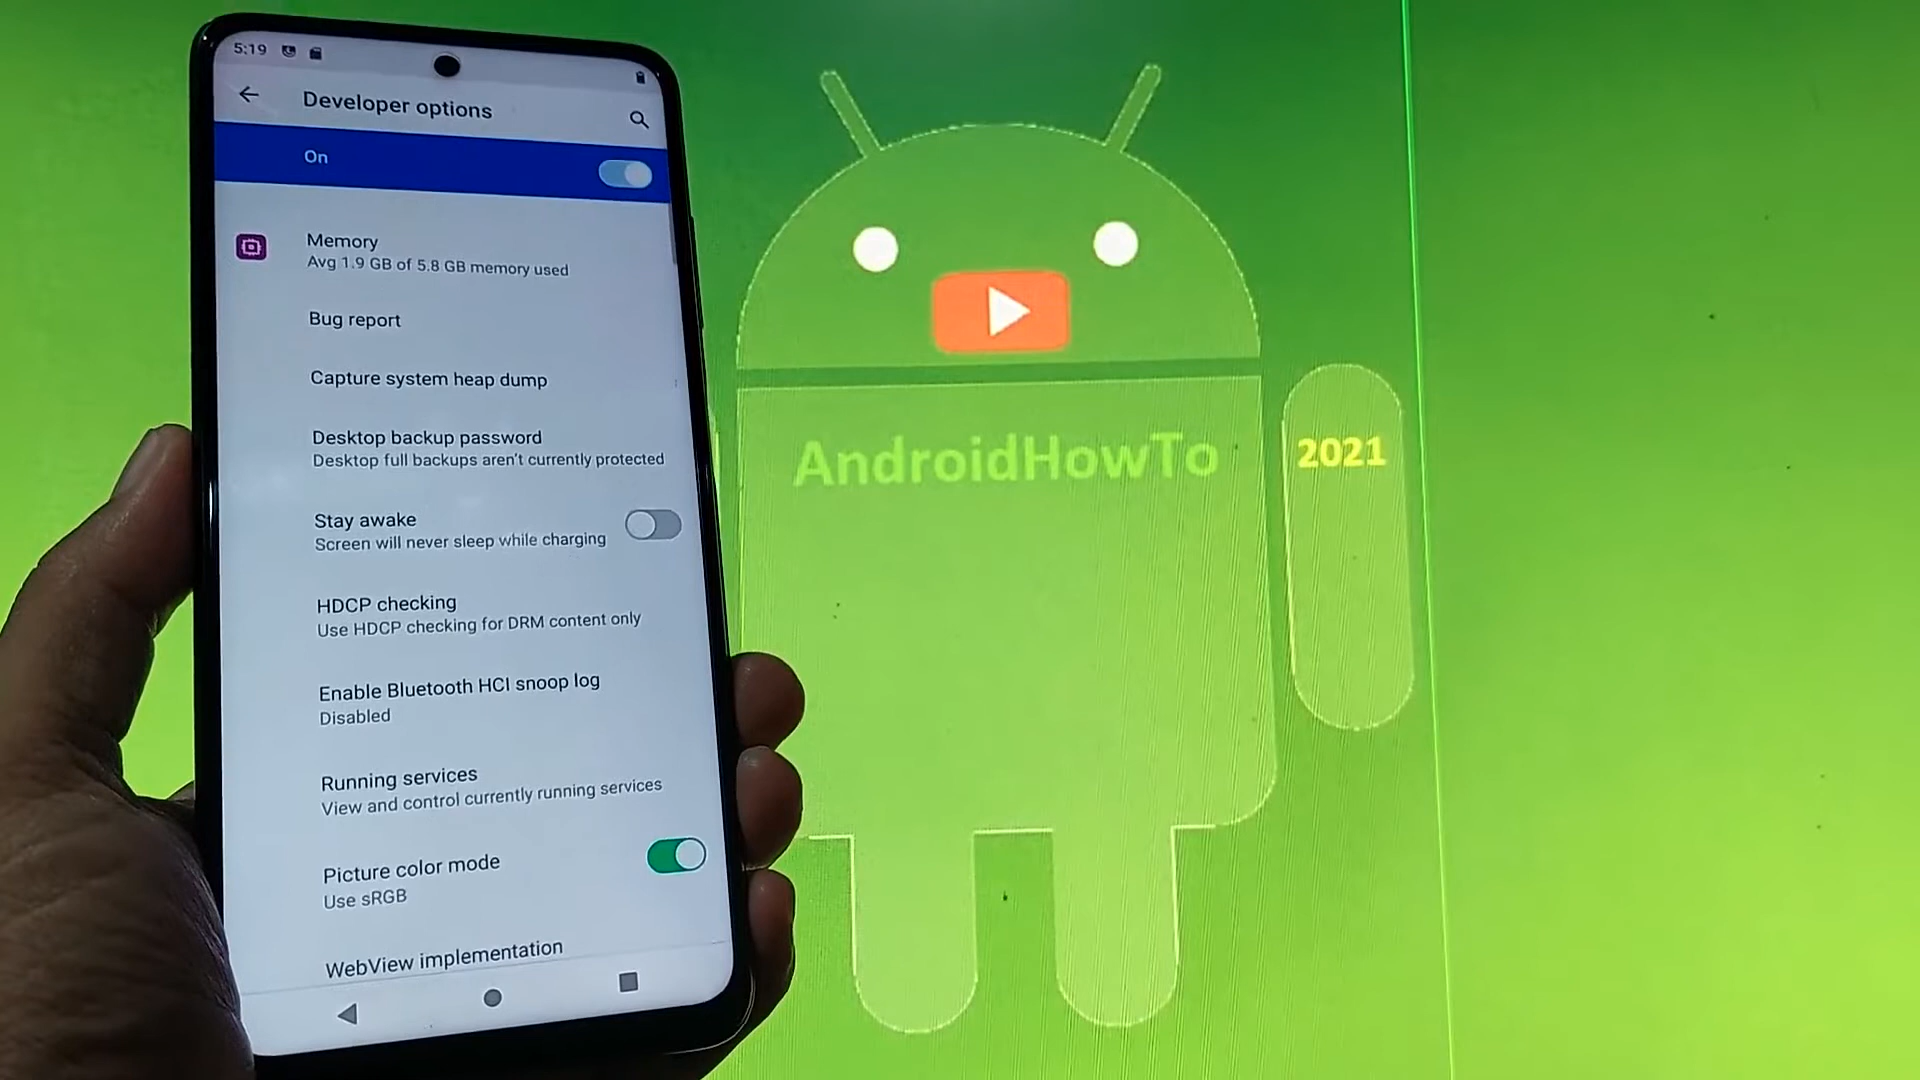 5:19
Developer options
On
Memory
Avg 1.9 GB of 5.8 GB memory used
Bug report
Capture system heap dump
Desktop backup password
Desktop full backups aren't currently protected
Stay awake
Screen will never sleep while charging
HDCP checking
Use HDCP checking for DRM content only
Enable Bluetooth HCI snoop log
Disabled
Running services
View and control currently running services
Picture color mode
Use sRGB
WebView implementation
AndroidHowTo
2021